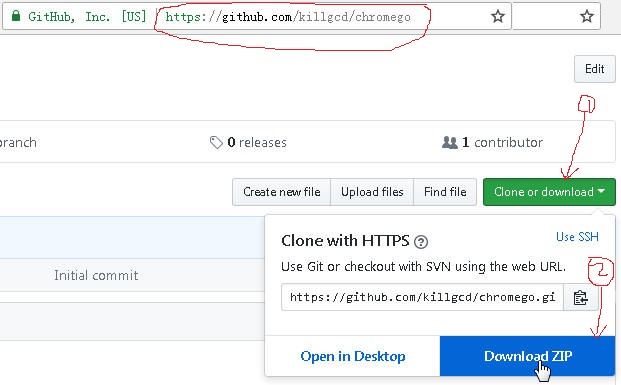 GitHub, Inc. [US] https://github.com/killgcd/chromego
Edit
1
ranch
0 releases
1 contributor
Create new file Upload files Find file Clone or download
Clone with HTTPS ?
Use SSH
Use Git or checkout with SVN using the web URL.
Initial commit
2
https://github.com/killgcd/chromego.gi
Open in Desktop Download ZIP